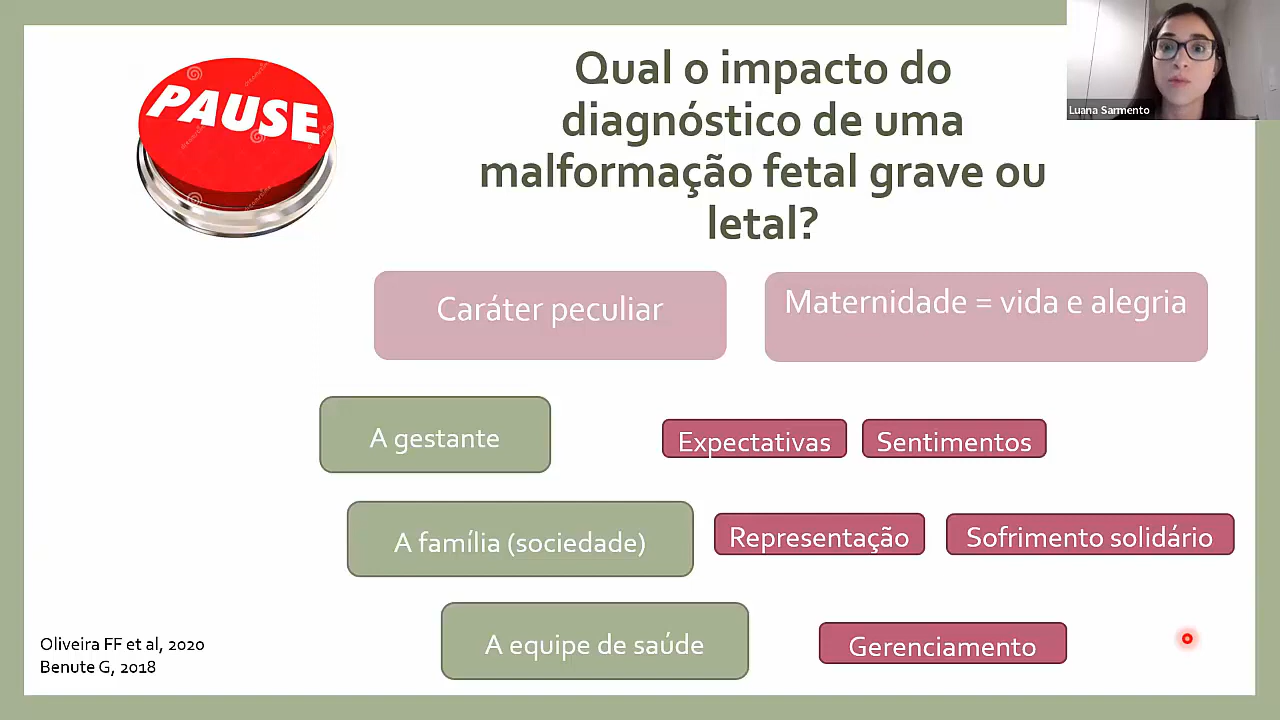 PAUSE
Qual o impacto do
diagnóstico de uma
malformação fetal grave ou
letal?
Luana Sarmento
Caráter peculiar
Maternidade = vida e alegria
A gestante
Expectativas
Sentimentos
A família (sociedade)
Representação
Sofrimento solidário
A equipe de saúde
Gerenciamento
Oliveira FF et al, 2020
Benute G, 2018